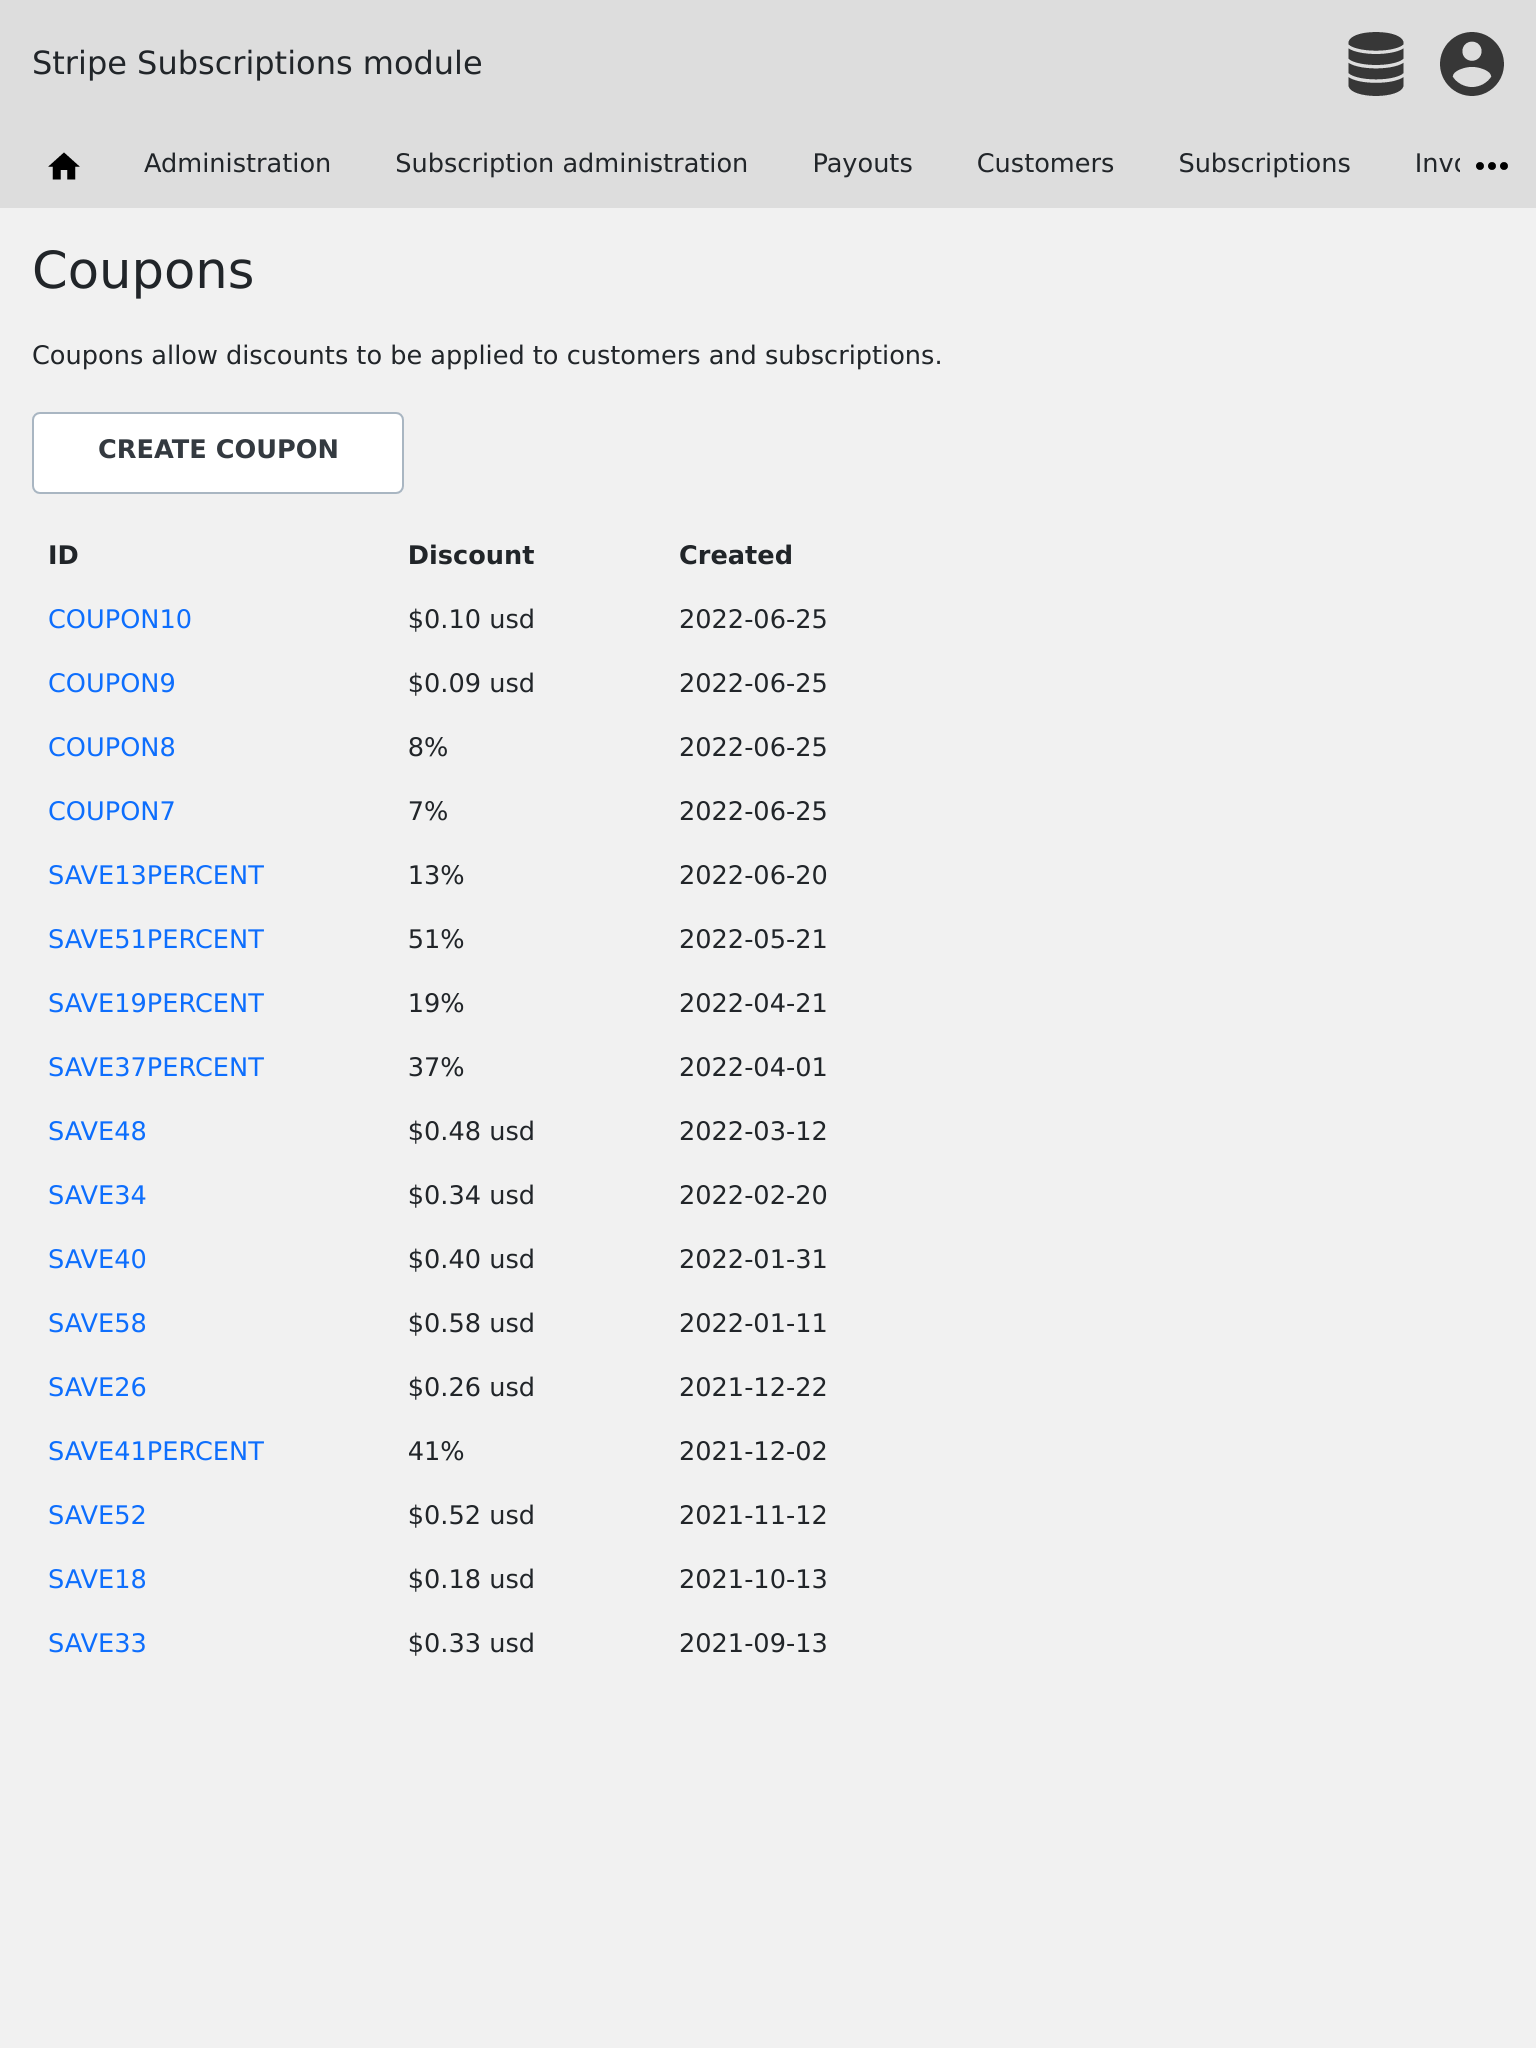 Stripe Subscriptions module
Administration Subscription administration Payouts Customers Subscriptions
Coupons
Coupons allow discounts to be applied to customers and subscriptions.
CREATE COUPON
ID Discount Created
COUPON10 $0.10 usd 2022-06-25
COUPON9 $0.09 usd 2022-06-25
COUPON8 8% 2022-06-25
COUPON7 7% 2022-06-25
SAVE13PERCENT 13% 2022-06-20
SAVE51PERCENT 51% 2022-05-21
SAVE19PERCENT 19% 2022-04-21
SAVE37PERCENT 37% 2022-04-01
SAVE48 $0.48 usd 2022-03-12
SAVE34 $0.34 usd 2022-02-20
SAVE40 $0.40 usd 2022-01-31
SAVE58 $0.58 usd 2022-01-11
SAVE26 $0.26 usd 2021-12-22
SAVE41PERCENT 41% 2021-12-02
SAVE52 $0.52 usd 2021-11-12
SAVE18 $0.18 usd 2021-10-13
SAVE33 $0.33 usd 2021-09-13